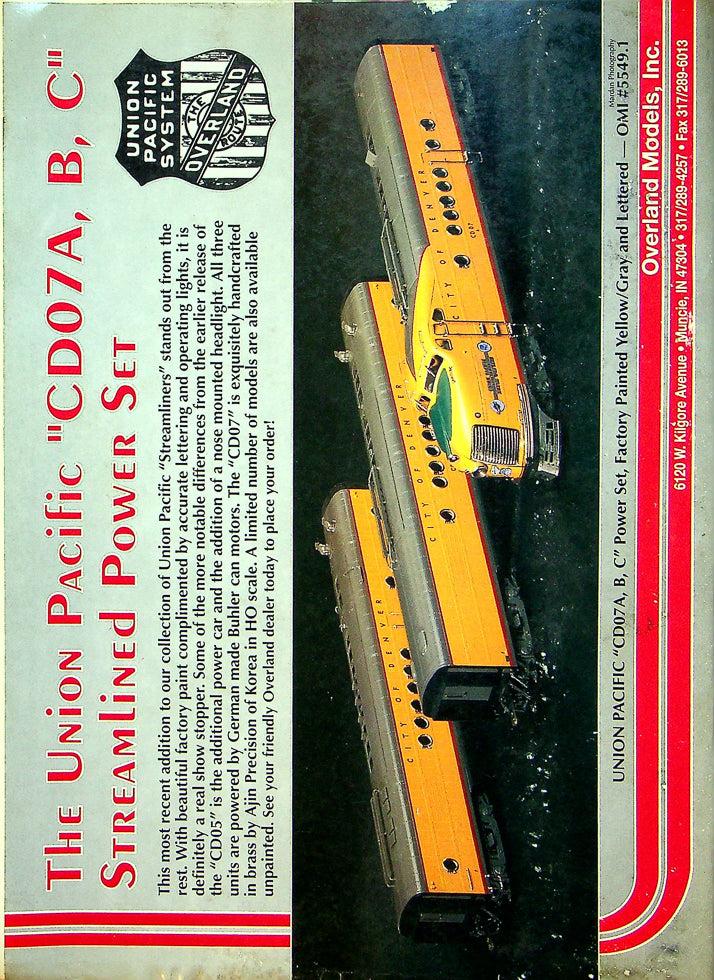 The Union Pacific "CD07A, B, C"
Streamlined Power Set
UNION
PACIFIC
SYSTEM
THE
OVERLAND
ROUTE
This most recent addition to our collection of Union Pacific "Streamliners" stands out from the
rest. With beautiful factory paint complimented by accurate lettering and operating lights, it is
definitely a real show stopper. Some of the more notable differences from the earlier release of
the "CD05" is the additional power car and the addition of a nose mounted headlight. All three
units are powered by German made Buhler can motors. The "CD07" is exquisitely handcrafted
in brass by Ajin Precision of Korea in HO scale. A limited number of models are also available
unpainted. See your friendly Overland dealer today to place your order!
CITY OF DENVER
CITY OF DENVER
CITY OF DENVER
CD07
Mardan Photography
UNION PACIFIC "CD07A, B, C" Power Set, Factory Painted Yellow/Gray and Lettered — OMI #5549.1
Overland Models, Inc.
6120 W. Kilgore Avenue • Muncie, IN 47304 • 317/289-4257 • Fax 317/289-6013